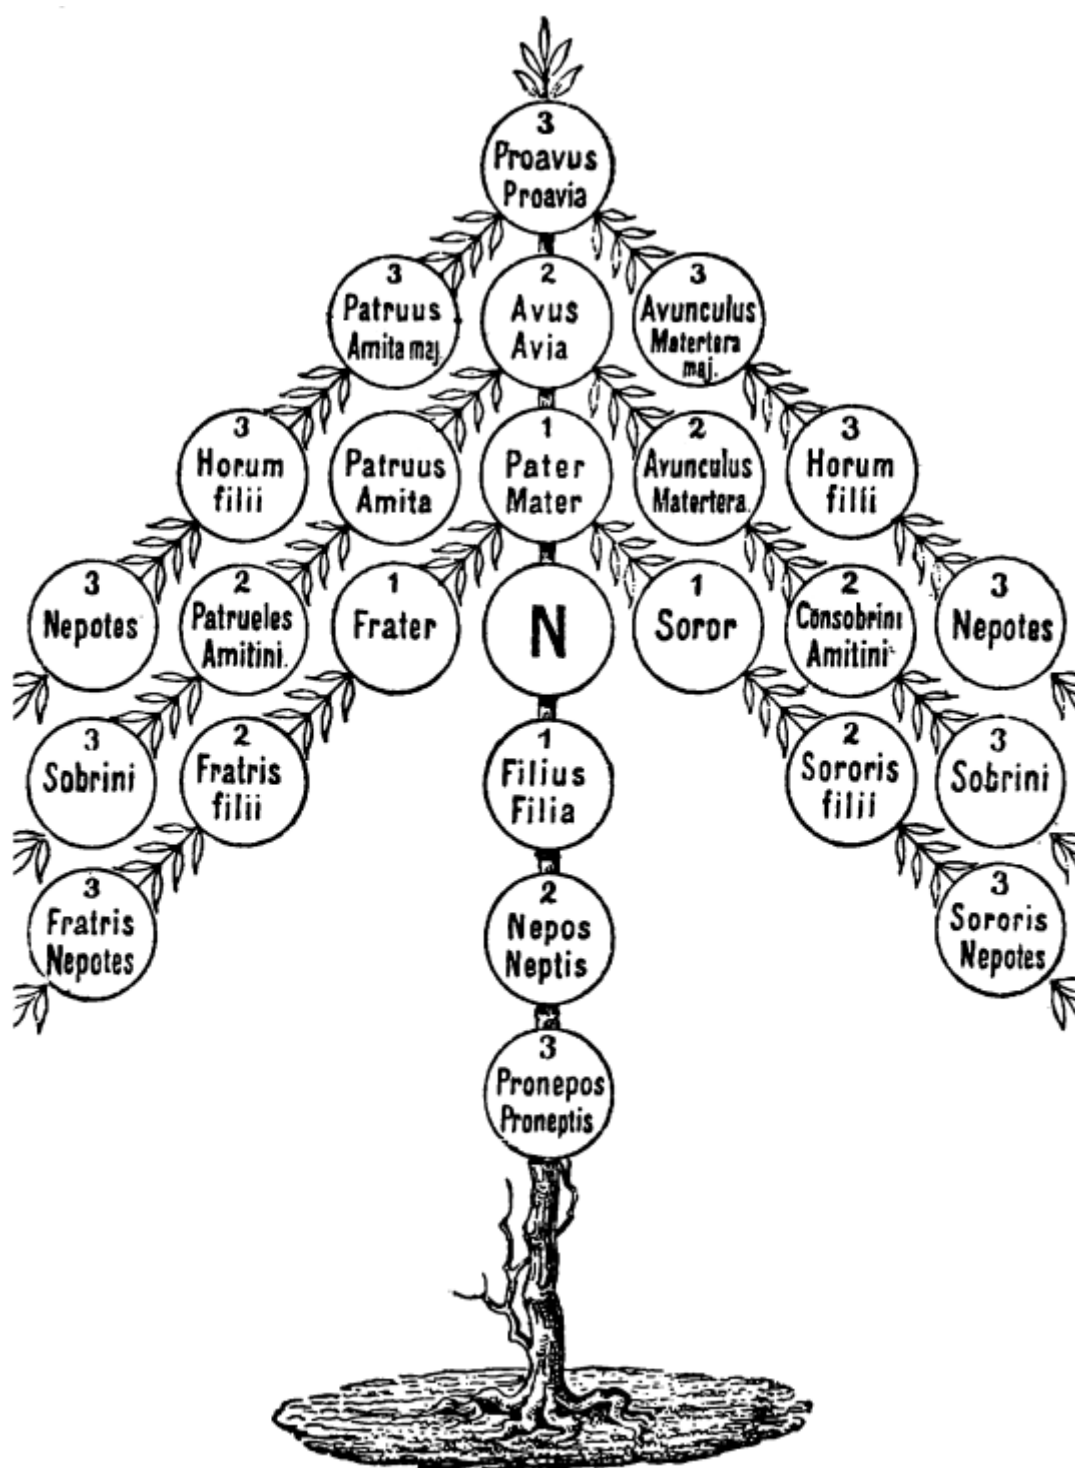 3
Proavus
Proavia
3
Patruus
Amita maj.
2
Avus
Avia
3
Avunculus
Matertera
maj.
3
Horum
filii
2
Patruus
Amita
1
Pater
Mater
2
Avunculus
Matertera.
3
Horum
filii
3
Nepotes
2
Patrueles
Amitini.
1
Frater
N
1
Soror
2
Consobrini
Amitini
3
Nepotes
3
Sobrini
2
Fratris
filii
1
Filius
Filia
2
Sororis
filii
3
Sobrini
3
Fratris
Nepotes
2
Nepos
Neptis
3
Sororis
Nepotes
3
Pronepos
Proneptis